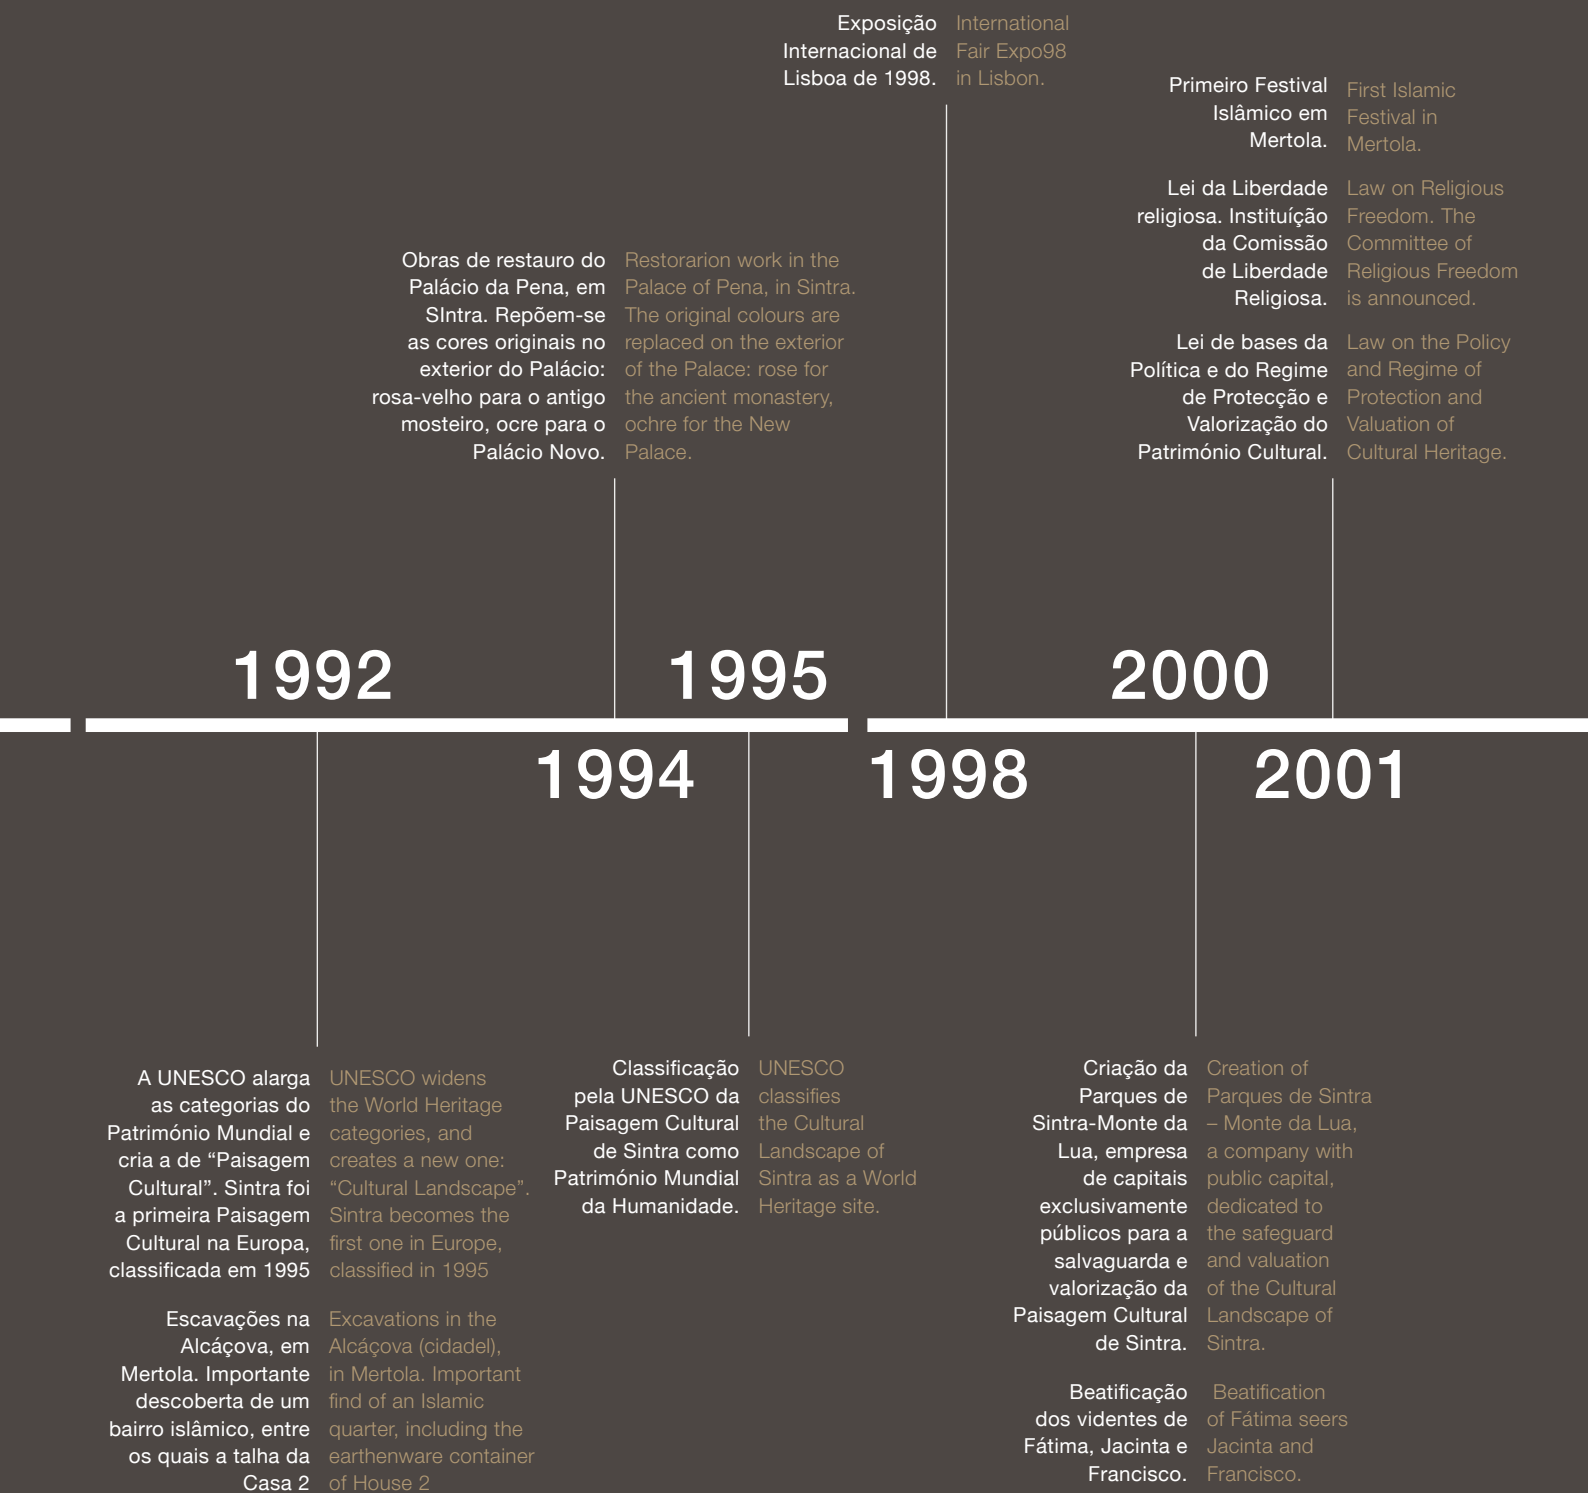 Exposição
Internacional de
Lisboa de 1998.
International
Fair Expo98
in Lisbon.
Primeiro Festival
Islâmico em
Mertola.
First Islamic
Festival in
Mertola.
Lei da Liberdade
religiosa. Instituíção
da Comissão
de Liberdade
Religiosa.
Law on Religious
Freedom. The
Committee of
Religious Freedom
is announced.
Lei de bases da
Política e do Regime
de Protecção e
Valorização do
Património Cultural.
Law on the Policy
and Regime of
Protection and
Valuation of
Cultural Heritage.
Obras de restauro do
Palácio da Pena, em
SIntra. Repõem-se
as cores originais no
exterior do Palácio:
rosa-velho para o antigo
mosteiro, ocre para o
Palácio Novo.
Restorarion work in the
Palace of Pena, in Sintra.
The original colours are
replaced on the exterior
of the Palace: rose for
the ancient monastery,
ochre for the New
Palace.
1992
1995
2000
1994
1998
2001
A UNESCO alarga
as categorias do
Património Mundial e
cria a de “Paisagem
Cultural”. Sintra foi
a primeira Paisagem
Cultural na Europa,
classificada em 1995
UNESCO widens
the World Heritage
categories, and
creates a new one:
“Cultural Landscape”.
Sintra becomes the
first one in Europe,
classified in 1995
Escavações na
Alcáçova, em
Mertola. Importante
descoberta de um
bairro islâmico, entre
os quais a talha da
Casa 2
Excavations in the
Alcáçova (cidadel),
in Mertola. Important
find of an Islamic
quarter, including the
earthenware container
of House 2
Classificação
pela UNESCO da
Paisagem Cultural
de Sintra como
Património Mundial
da Humanidade.
UNESCO
classifies
the Cultural
Landscape of
Sintra as a World
Heritage site.
Criação da
Parques de
Sintra-Monte da
Lua, empresa
de capitais
exclusivamente
públicos para a
salvaguarda e
valorização da
Paisagem Cultural
de Sintra.
Creation of
Parques de Sintra
– Monte da Lua,
a company with
public capital,
dedicated to
the safeguard
and valuation
of the Cultural
Landscape of
Sintra.
Beatificação
dos videntes de
Fátima, Jacinta e
Francisco.
Beatification
of Fátima seers
Jacinta and
Francisco.